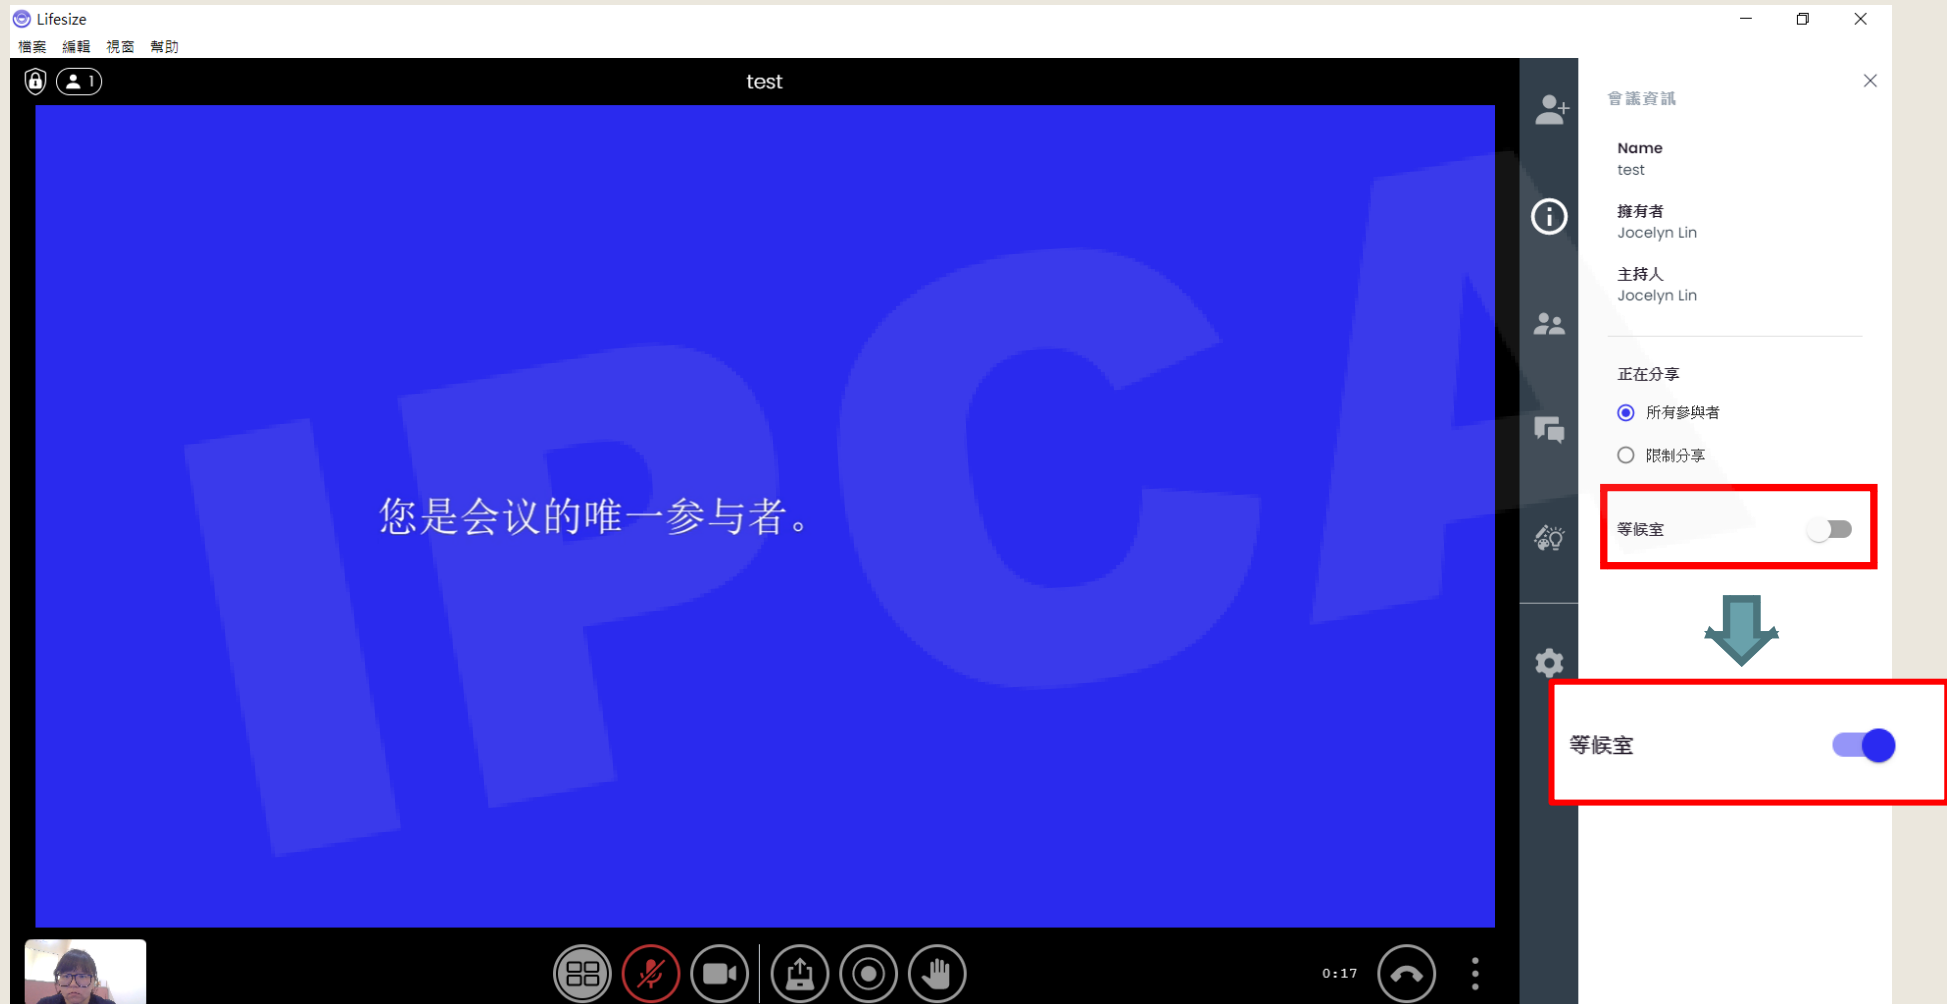 Lifesize
檔案 編輯 視窗 幫助
1
test
會議資訊
Name
test
擁有者
Jocelyn Lin
主持人
Jocelyn Lin
正在分享
所有參與者
限制分享
等候室
IPCA
您是会议的唯一参与者。
等候室
0:17